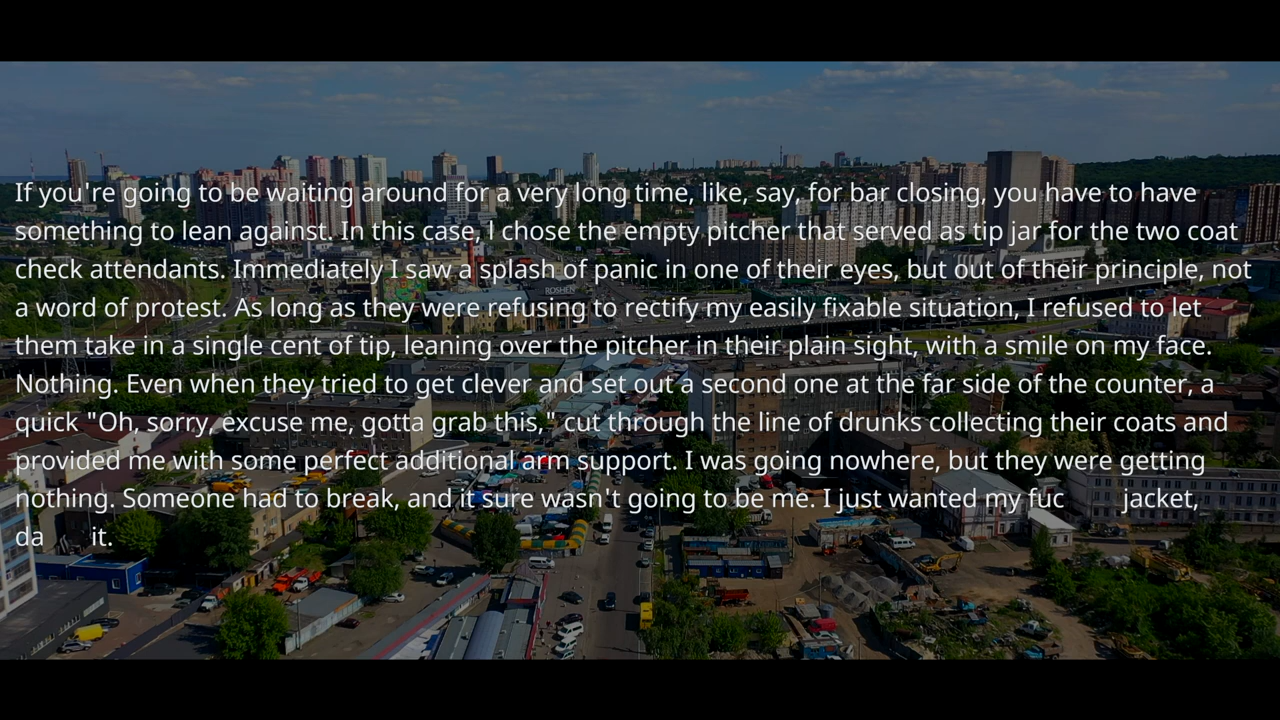 If you're going to be waiting around for a very long time, like, say, for bar closing, you have to have
something to lean against. In this case, I chose the empty pitcher that served as tip jar for the two coat
check attendants. Immediately I saw a splash of panic in one of their eyes, but out of their principle, not
a word of protest. As long as they were refusing to rectify my easily fixable situation, I refused to let
them take in a single cent of tip, leaning over the pitcher in their plain sight, with a smile on my face.
Nothing. Even when they tried to get clever and set out a second one at the far side of the counter, a
quick "Oh, sorry, excuse me, gotta grab this," cut through the line of drunks collecting their coats and
provided me with some perfect additional arm support. I was going nowhere, but they were getting
nothing. Someone had to break, and it sure wasn't going to be me. I just wanted my fuc jacket,
da it.
ROSHEN